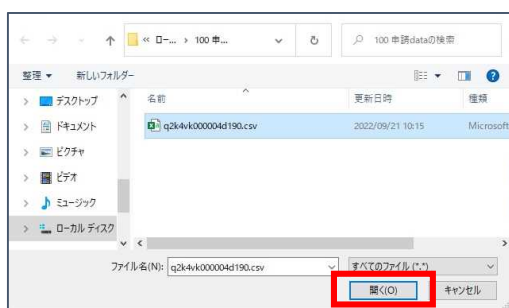 « ロー... › 100 申...
100 申請dataの検索
整理 ▼ 新しいフォルダー
名前 更新日時 種類
デスクトップ
ドキュメント
ピクチャ
ビデオ
ミュージック
ローカル ディスク
q2k4vk000004d190.csv 2022/09/21 10:15 Microsoft
ファイル名(N): q2k4vk000004d190.csv すべてのファイル (*.*)
開く(O) キャンセル